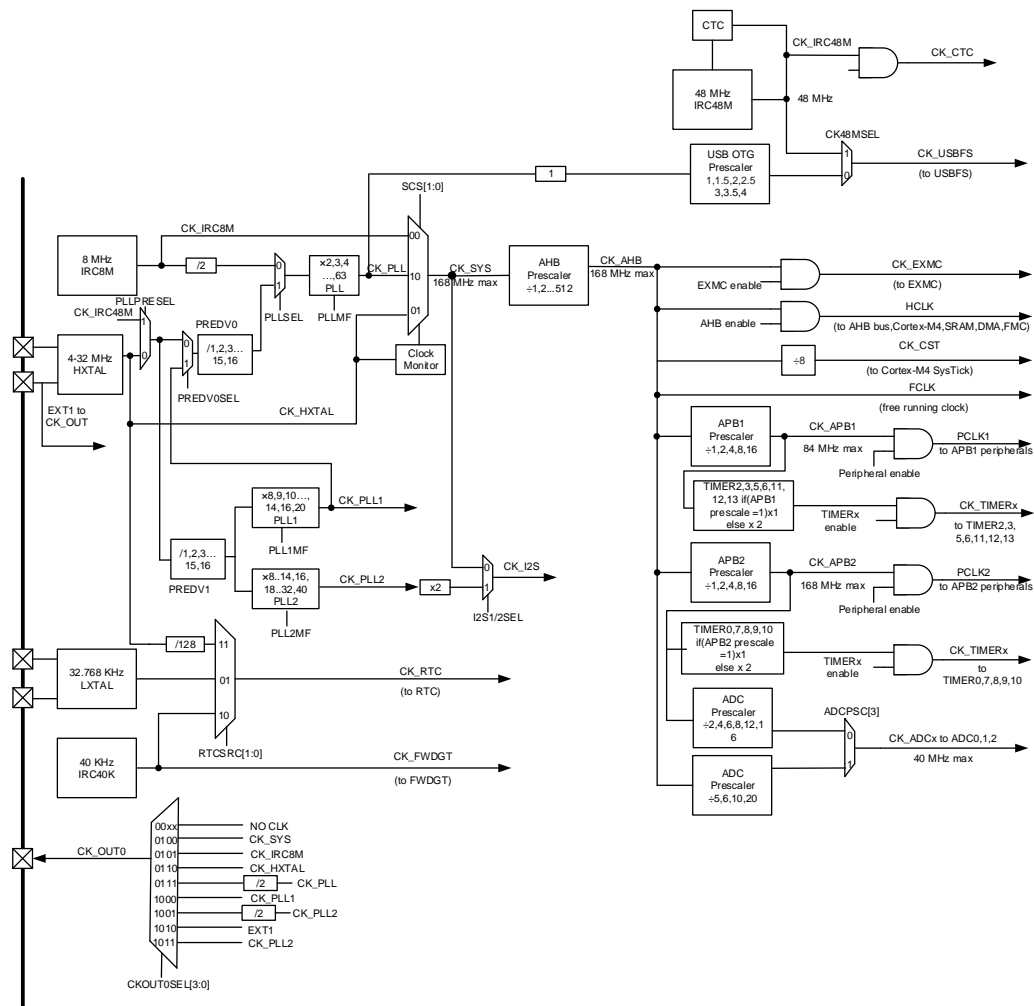 CTC
CK_IRC48M
CK_CTC
48 MHz
IRC48M
48 MHz
CK48MSEL
USB OTG
Prescaler
1,1.5,2,2.5
3,3.5,4
1
0
CK_USBFS
(to USBFS)
1
SCS[1:0]
CK_IRC8M
8 MHz
IRC8M
/2
0
1
PLLSEL
×2,3,4
…,63
PLL
PLLMF
CK_PLL
00
10
01
CK_SYS
168 MHz max
AHB
Prescaler
÷1,2...512
CK_AHB
168 MHz max
EXMC enable
CK_EXMC
(to EXMC)
AHB enable
HCLK
(to AHB bus,Cortex-M4,SRAM,DMA,FMC)
÷8
CK_CST
(to Cortex-M4 SysTick)
FCLK
(free running clock)
PLLPRESEL
CK_IRC48M
1
0
PREDV0
0
1
/1,2,3…
15,16
PREDV0SEL
4-32 MHz
HXTAL
Clock
Monitor
EXT1 to
CK_OUT
CK_HXTAL
APB1
Prescaler
÷1,2,4,8,16
CK_APB1
84 MHz max
Peripheral enable
PCLK1
to APB1 peripherals
TIMER2,3,5,6,11,
12,13 if(APB1
prescale =1)x1
else x 2
TIMERx
enable
CK_TIMERx
to TIMER2,3,
5,6,11,12,13
×8,9,10…,
14,16,20
PLL1
PLL1MF
CK_PLL1
/1,2,3…
15,16
PREDV1
×8..14,16,
18…32,40
PLL2
PLL2MF
CK_PLL2
x2
0
1
CK_I2S
I2S1/2SEL
APB2
Prescaler
÷1,2,4,8,16
CK_APB2
168 MHz max
Peripheral enable
PCLK2
to APB2 peripherals
TIMER0,7,8,9,10
if(APB2 prescale
=1)x1
else x 2
TIMERx
enable
CK_TIMERx
to
TIMER0,7,8,9,10
/128
11
01
10
32.768 KHz
LXTAL
CK_RTC
(to RTC)
RTCSRC[1:0]
40 KHz
IRC40K
CK_FWDGT
(to FWDGT)
ADC
Prescaler
÷2,4,6,8,12,1
6
ADCPSC[3]
0
1
CK_ADCx to ADC0,1,2
40 MHz max
ADC
Prescaler
÷5,6,10,20
CK_OUT0
00xx
NO CLK
0100
CK_SYS
0101
CK_IRC8M
0110
CK_HXTAL
0111
/2
CK_PLL
1000
CK_PLL1
1001
/2
CK_PLL2
1010
EXT1
1011
CK_PLL2
CKOUT0SEL[3:0]